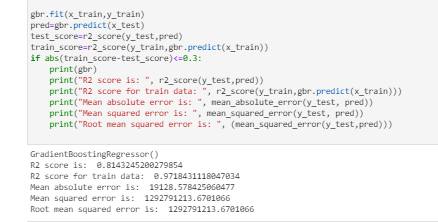 gbr.fit(x_train,y_train)
pred=gbr.predict(x_test)
test_score=r2_score(y_test,pred)
train_score=r2_score(y_train,gbr.predict(x_train))
if abs(train_score-test_score)<=0.3:
    print(gbr)
    print("R2 score is: ", r2_score(y_test,pred))
    print("R2 score for train data: ", r2_score(y_train,gbr.predict(x_train)))
    print("Mean absolute error is: ", mean_absolute_error(y_test, pred))
    print("Mean squared error is: ", mean_squared_error(y_test, pred))
    print("Root mean squared error is: ", (mean_squared_error(y_test,pred)))
GradientBoostingRegressor()
R2 score is:  0.8143245200279854
R2 score for train data:  0.9718431118047034
Mean absolute error is:  19128.578425060477
Mean squared error is:  1292791213.6701066
Root mean squared error is:  1292791213.6701066